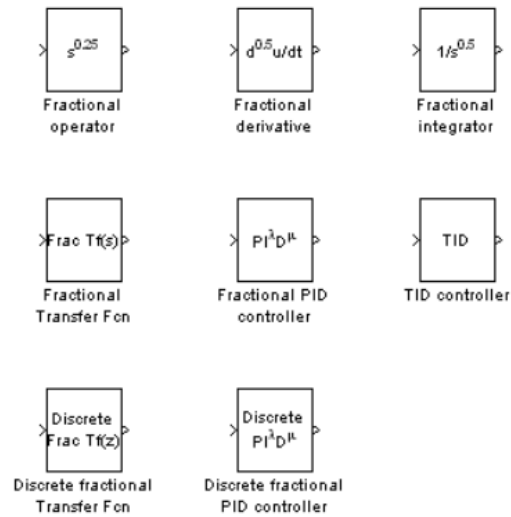 s^0.25
d^0.5u/dt
1/s^0.5
Fractional
operator
Fractional
derivative
Fractional
integrator
Frac Tf(s)
PI^λD^μ
TID
Fractional
Transfer Fcn
Fractional PID
controller
TID controller
Discrete
Frac Tf(z)
Discrete
PI^λD^μ
Discrete fractional
Transfer Fcn
Discrete fractional
PID controller